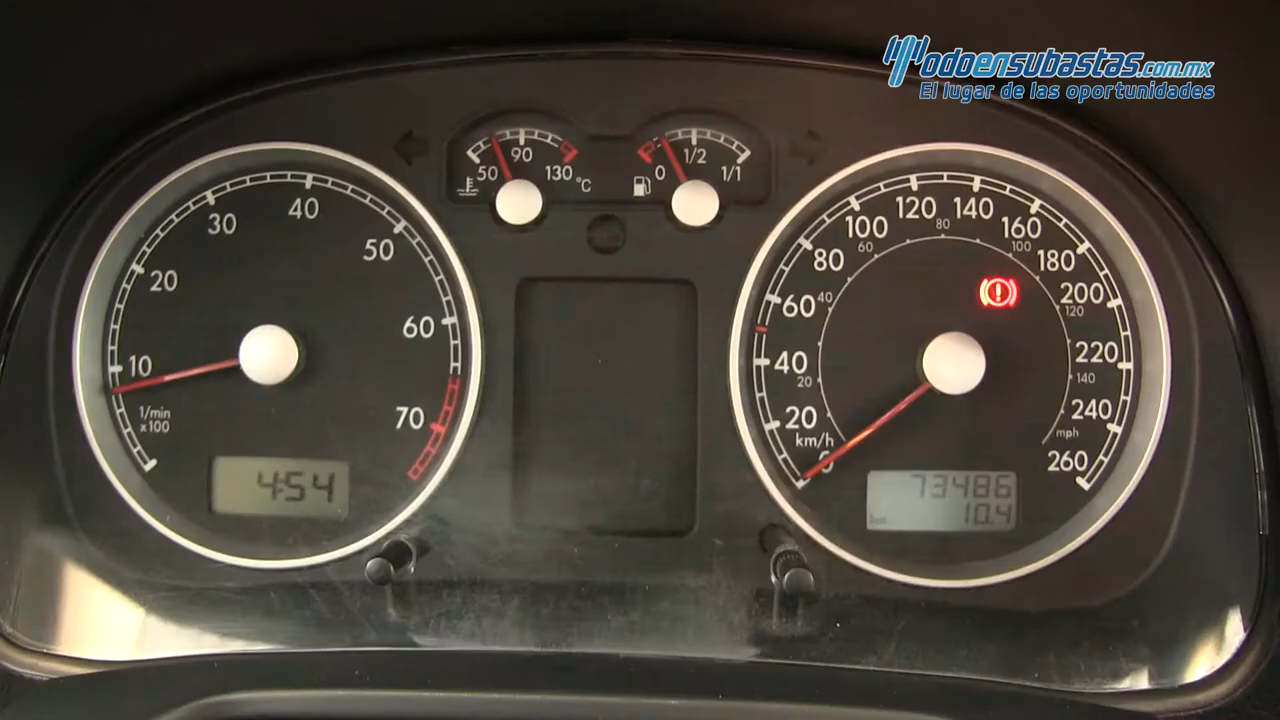 Todoensubastas.com.mx
El lugar de las oportunidades
50 90 130 °C
0 1/2 1/1
10 20 30 40 50 60 70
1/min
x100
4:54
0 20 40 60 80 100 120 140 160 180 200 220 240 260
km/h
20 40 60 80 100 120 140
mph
73486
km 10.4